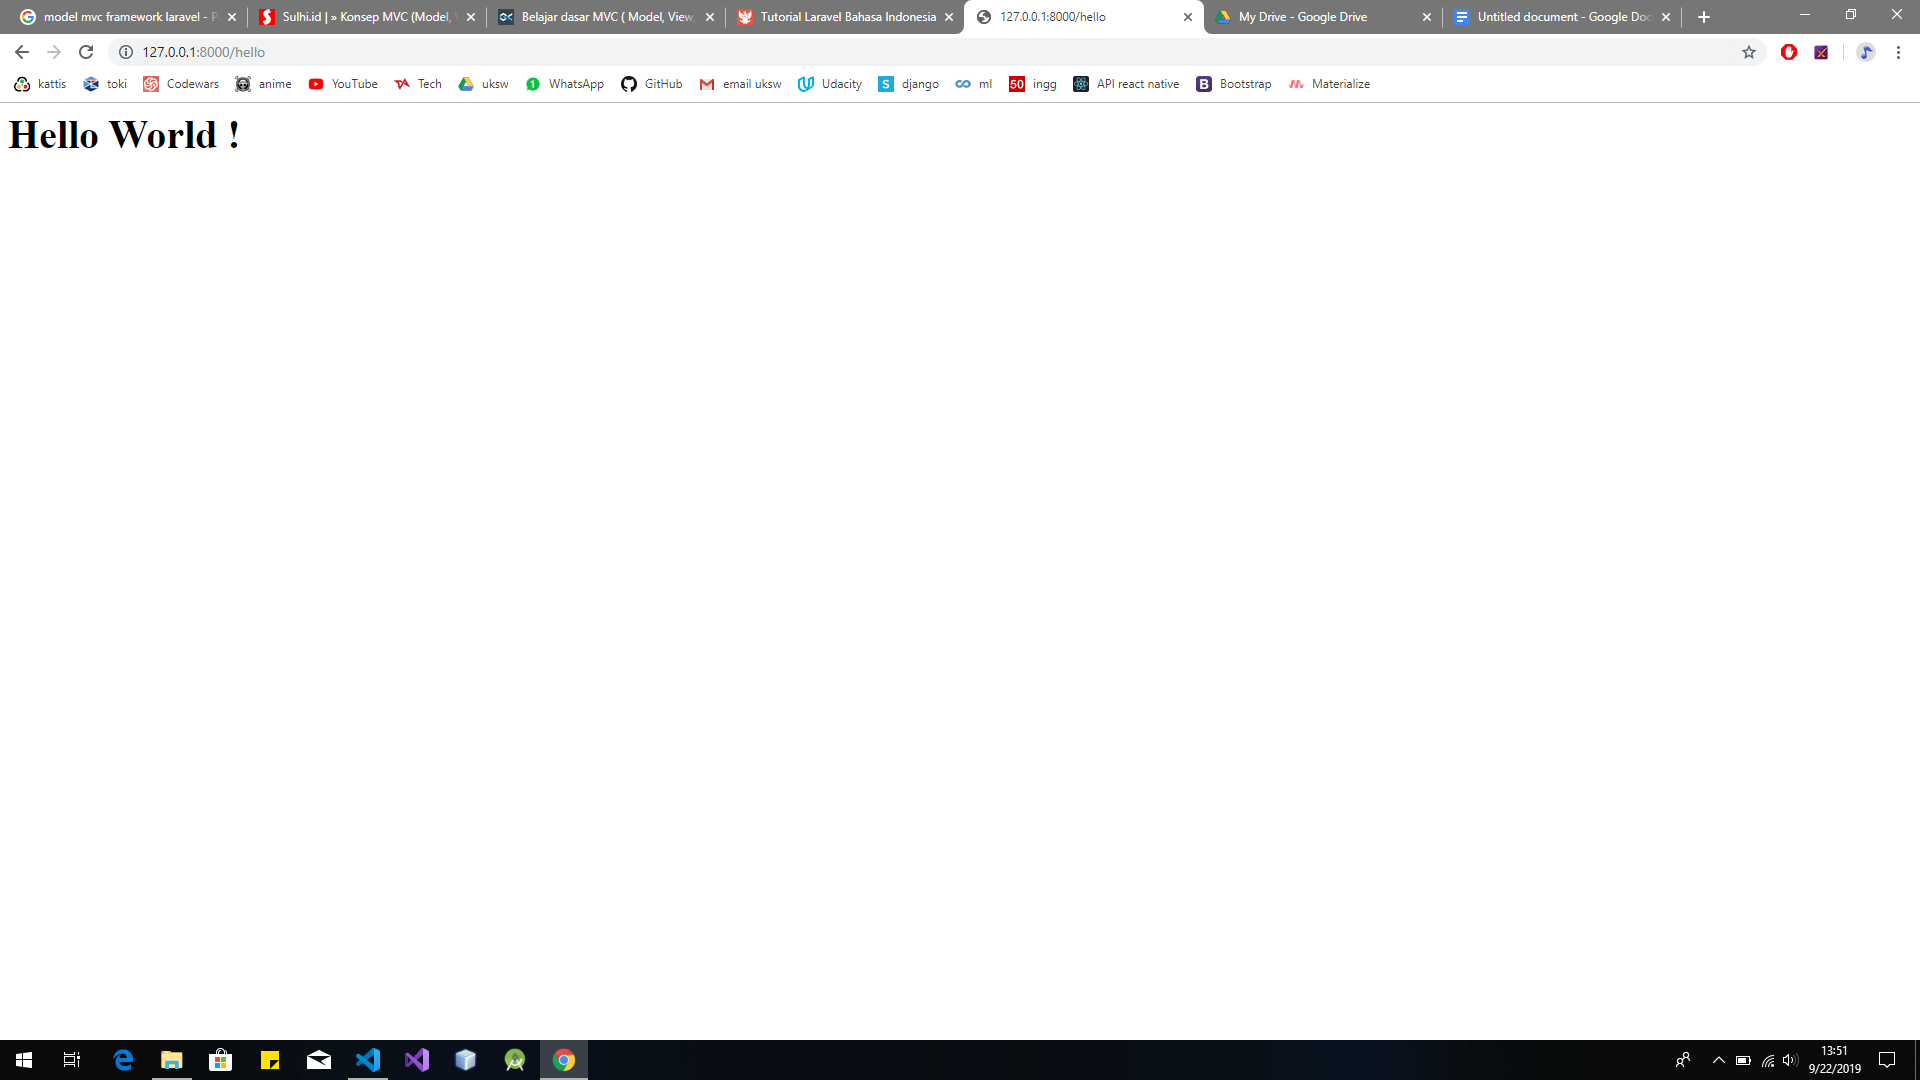 model mvc framework laravel - P
Sulhi.id | » Konsep MVC (Model, V
Belajar dasar MVC ( Model, View,
Tutorial Laravel Bahasa Indonesia
127.0.0.1:8000/hello
My Drive - Google Drive
Untitled document - Google Doc
127.0.0.1:8000/hello
kattis
toki
Codewars
anime
YouTube
Tech
uksw
1
WhatsApp
GitHub
email uksw
Udacity
S
django
ml
50
ingg
API react native
B
Bootstrap
Materialize
Hello World !
13:51
9/22/2019